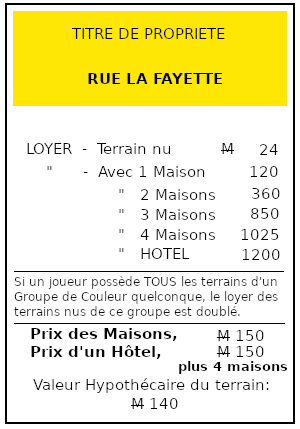 TITRE DE PROPRIETE
RUE LA FAYETTE
LOYER - Terrain nu M 24
" - Avec 1 Maison 120
" 2 Maisons 360
" 3 Maisons 850
" 4 Maisons 1025
" HOTEL 1200
Si un joueur possède TOUS les terrains d'un
Groupe de Couleur quelconque, le loyer des
terrains nus de ce groupe est doublé.
Prix des Maisons, M 150
Prix d'un Hôtel, M 150
plus 4 maisons
Valeur Hypothécaire du terrain:
M 140